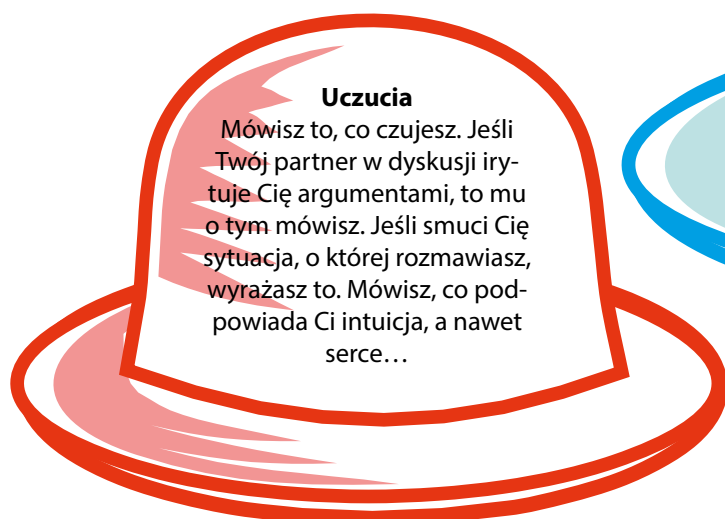 Uczucia
Mówisz to, co czujesz. Jeśli
Twój partner w dyskusji iry-
tuje Cię argumentami, to mu
o tym mówisz. Jeśli smuci Cię
sytuacja, o której rozmawiasz,
wyrażasz to. Mówisz, co pod-
powiada Ci intuicja, a nawet
serce…